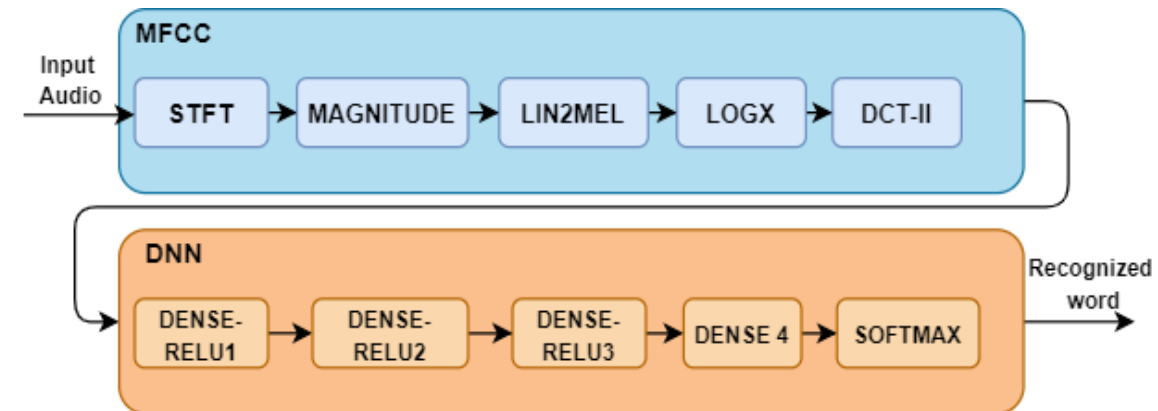 MFCC
Input
Audio
STFT
MAGNITUDE
LIN2MEL
LOGX
DCT-II
DNN
DENSE-
RELU1
DENSE-
RELU2
DENSE-
RELU3
DENSE 4
SOFTMAX
Recognized
word